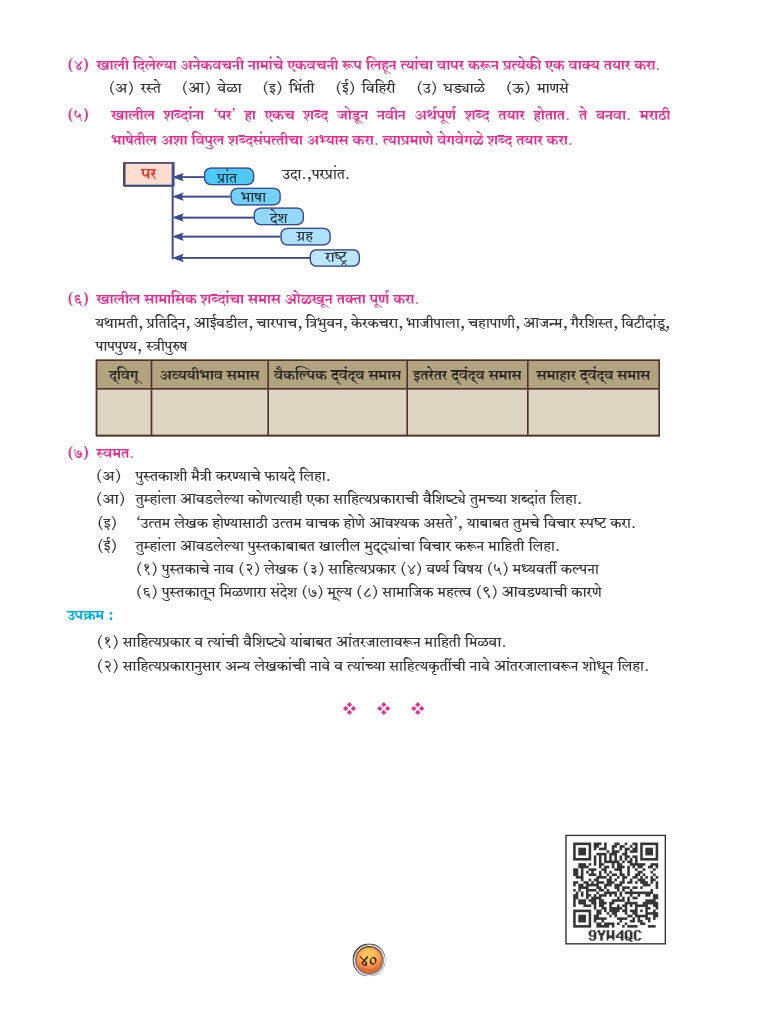 (४) खाली दिलेल्या अनेकवचनी नामांचे एकवचनी रूप लिहून त्यांचा वापर करून प्रत्येकी एक वाक्य तयार करा.
(अ) रस्ते (आ) वेळा (इ) भिंती (ई) विहिरी (उ) घड्याळे (ऊ) माणसे
(५) खालील शब्दांना ‘पर’ हा एकच शब्द जोडून नवीन अर्थपूर्ण शब्द तयार होतात. ते बनवा. मराठी
भाषेतील अशा विपुल शब्दसंपत्तीचा अभ्यास करा. त्याप्रमाणे वेगवेगळे शब्द तयार करा.
पर प्रांत उदा.,परप्रांत.
भाषा
देश
ग्रह
राष्ट्र
(६) खालील सामासिक शब्दांचा समास ओळखून तक्ता पूर्ण करा.
यथामती, प्रतिदिन, आईवडील, चारपाच, त्रिभुवन, केरकचरा, भाजीपाला, चहापाणी, आजन्म, गैरशिस्त, विटीदांडू,
पापपुण्य, स्त्रीपुरुष
द्‌विगू अव्ययीभाव समास वैकल्पिक द्‌वंद्‌व समास इतरेतर द्‌वंद्‌व समास समाहार द्‌वंद्‌व समास
(७) स्वमत.
(अ) पुस्तकाशी मैत्री करण्याचे फायदे लिहा.
(आ) तुम्हांला आवडलेल्या कोणत्याही एका साहित्यप्रकाराची वैशिष्ट्ये तुमच्या शब्दांत लिहा.
(इ) ‘उत्तम लेखक होण्यासाठी उत्तम वाचक होणे आवश्यक असते’, याबाबत तुमचे विचार स्पष्ट करा.
(ई) तुम्हांला आवडलेल्या पुस्तकाबाबत खालील मुद्‌द्यांचा विचार करून माहिती लिहा.
(१) पुस्तकाचे नाव (२) लेखक (३) साहित्यप्रकार (४) वर्ण्य विषय (५) मध्यवर्ती कल्पना
(६) पुस्तकातून मिळणारा संदेश (७) मूल्य (८) सामाजिक महत्त्व (९) आवडण्याची कारणे
उपक्रम :
(१) साहित्यप्रकार व त्यांची वैशिष्ट्ये यांबाबत आंतरजालावरून माहिती मिळवा.
(२) साहित्यप्रकारानुसार अन्य लेखकांची नावे व त्यांच्या साहित्यकृतींची नावे आंतरजालावरून शोधून लिहा.
9YW4QC
४०